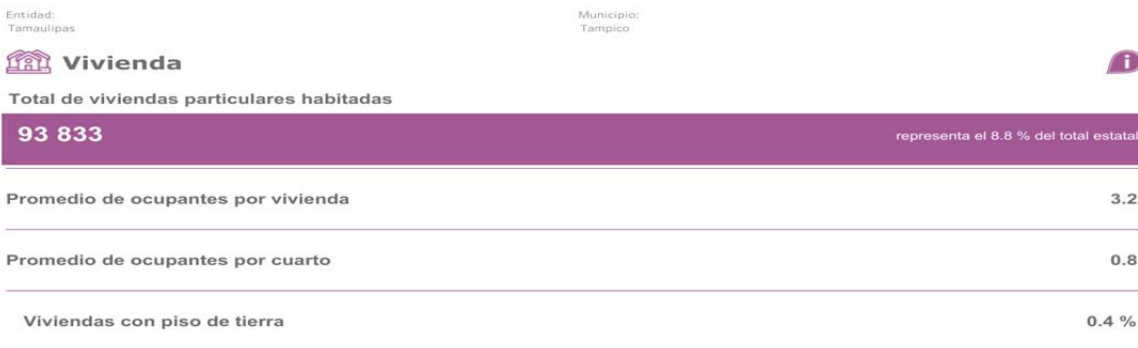 Entidad: Municipio:
Tamaulipas Tampico
Vivienda i
Total de viviendas particulares habitadas
93 833 representa el 8.8 % del total estatal
Promedio de ocupantes por vivienda 3.2
Promedio de ocupantes por cuarto 0.8
Viviendas con piso de tierra 0.4 %